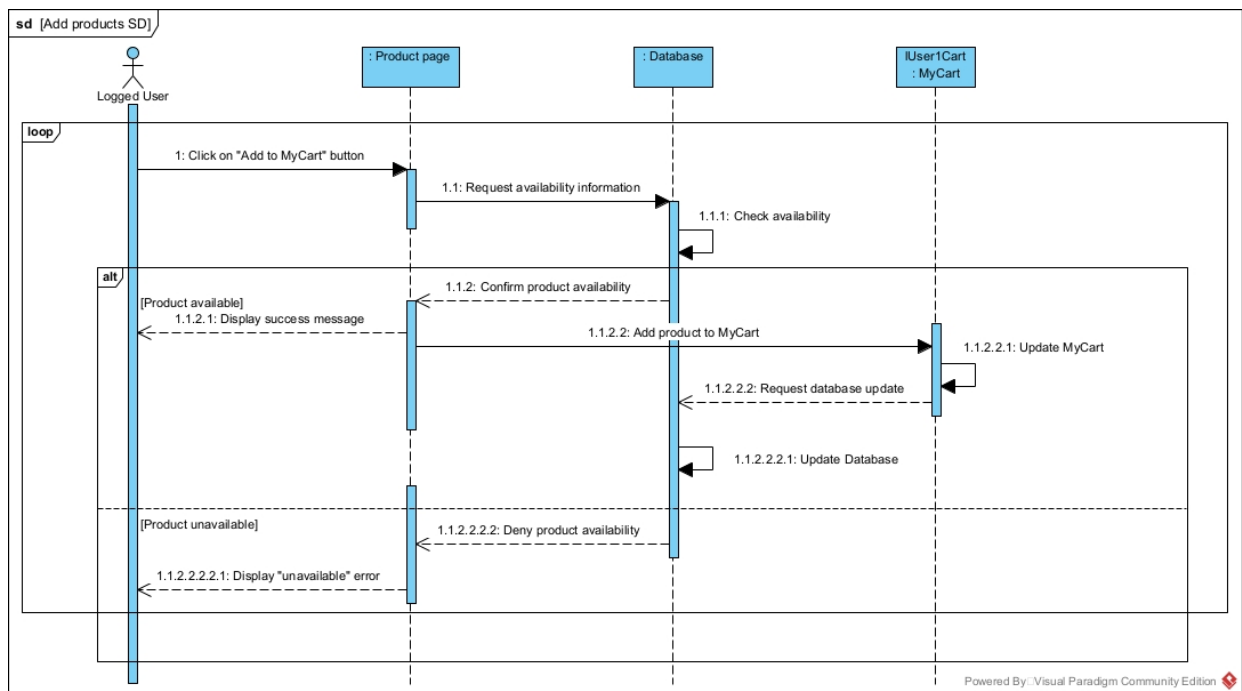 sd [Add products SD]
: Product page
: Database
IUser1Cart
: MyCart
Logged User
loop
1: Click on "Add to MyCart" button
1.1: Request availability information
1.1.1: Check availability
alt
1.1.2: Confirm product availability
[Product available]
1.1.2.1: Display success message
1.1.2.2: Add product to MyCart
1.1.2.2.1: Update MyCart
1.1.2.2.2: Request database update
1.1.2.2.2.1: Update Database
[Product unavailable]
1.1.2.2.2.2: Deny product availability
1.1.2.2.2.2.1: Display "unavailable" error
Powered By Visual Paradigm Community Edition